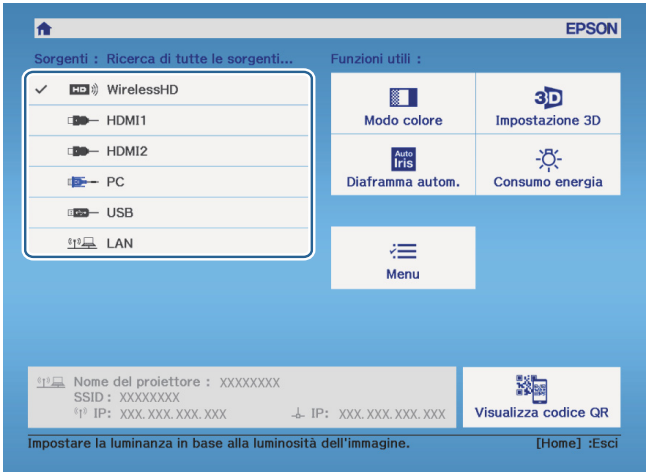 EPSON
Sorgenti : Ricerca di tutte le sorgenti...
WirelessHD
HDMI1
HDMI2
PC
USB
LAN
Funzioni utili :
Modo colore
3D
Impostazione 3D
Auto
Iris
Diaframma autom.
Consumo energia
Menu
Nome del proiettore : XXXXXXXX
SSID : XXXXXXXX
IP: XXX.XXX.XXX.XXX IP: XXX.XXX.XXX.XXX
Visualizza codice QR
Impostare la luminanza in base alla luminosità dell'immagine. [Home] :Esci